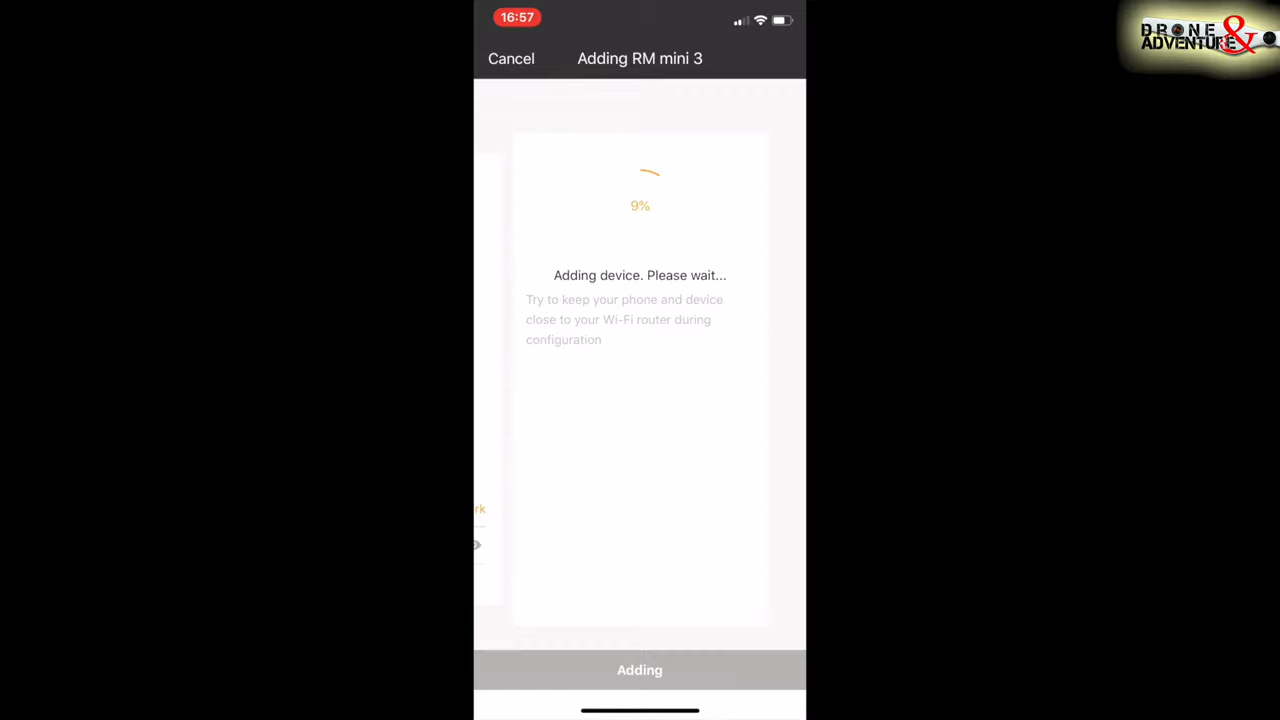 16:57
Cancel
Adding RM mini 3
9%
Adding device. Please wait...
Try to keep your phone and device
close to your Wi-Fi router during
configuration
rk
Adding
DRONE &
ADVENTURE